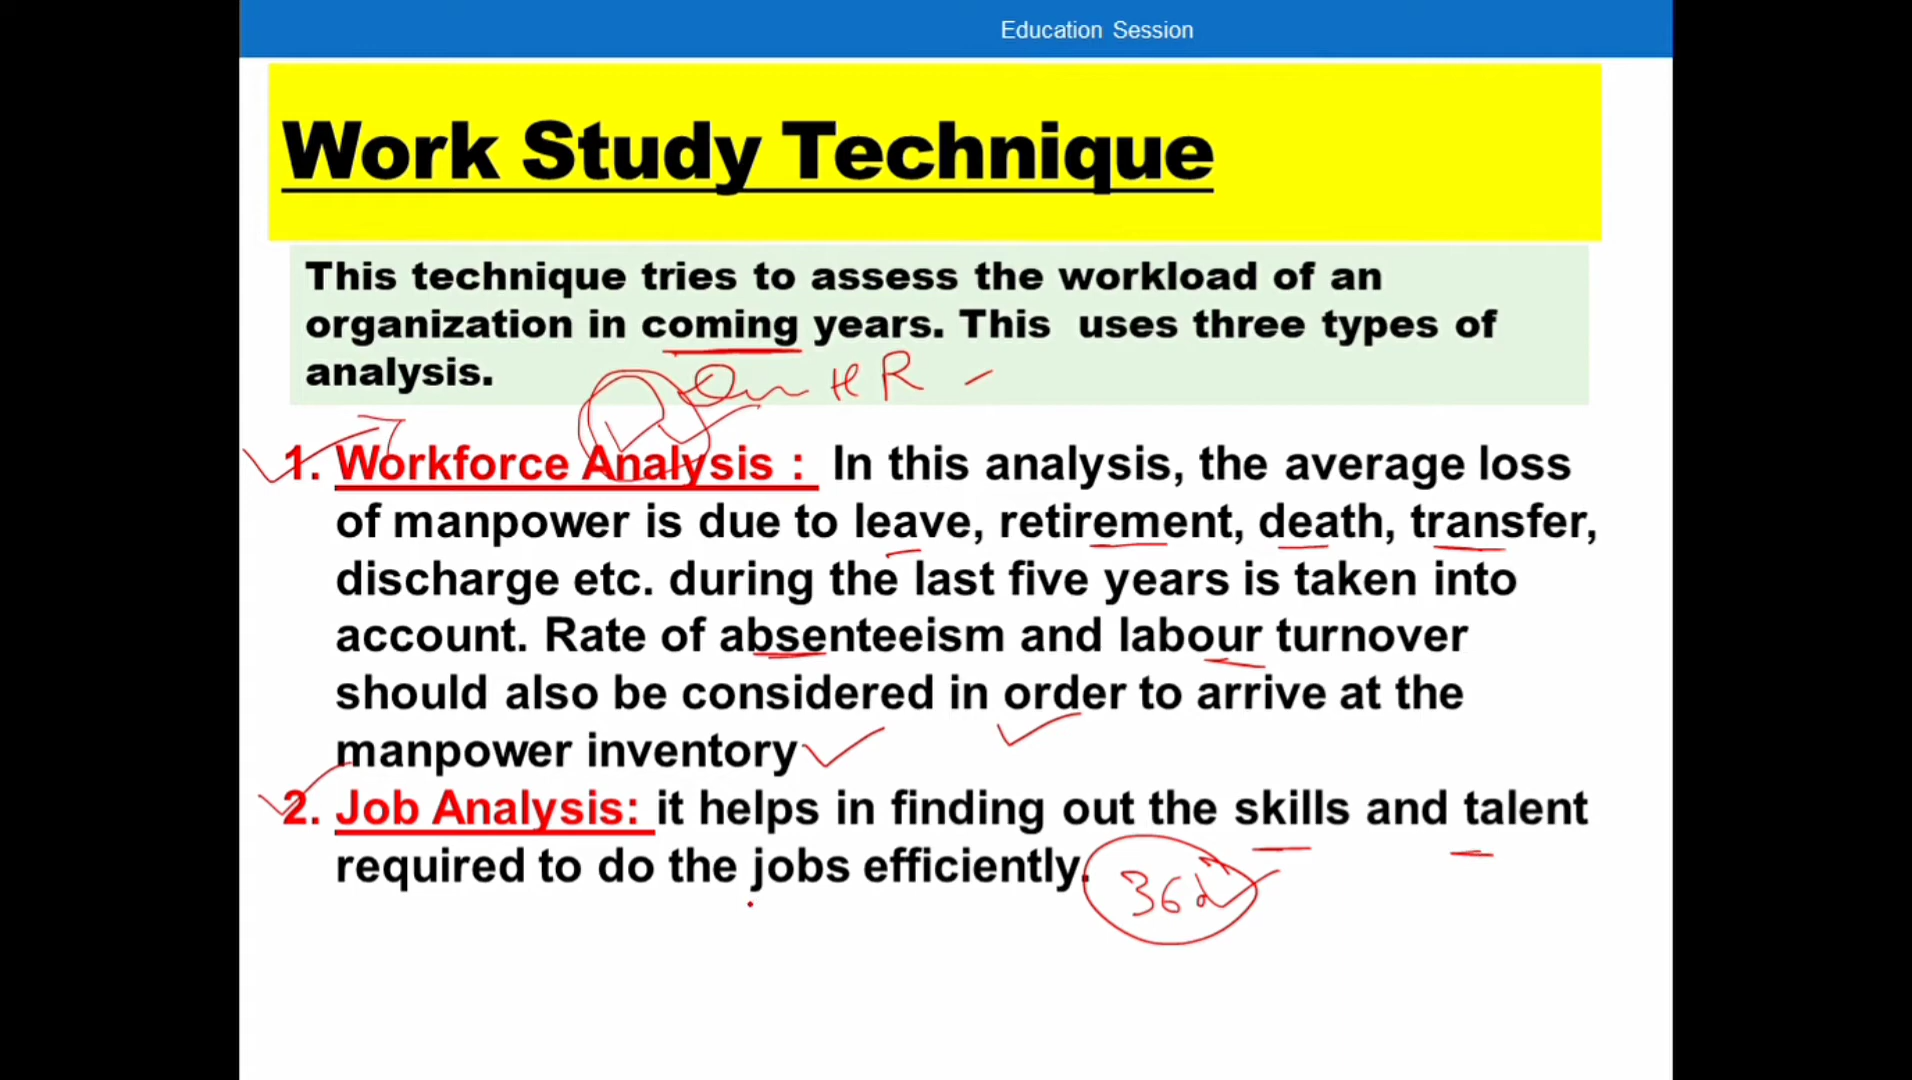 Education Session
Work Study Technique
This technique tries to assess the workload of an
organization in coming years. This uses three types of
analysis.
HR
1. Workforce Analysis : In this analysis, the average loss
of manpower is due to leave, retirement, death, transfer,
discharge etc. during the last five years is taken into
account. Rate of absenteeism and labour turnover
should also be considered in order to arrive at the
manpower inventory
2. Job Analysis: it helps in finding out the skills and talent
required to do the jobs efficiently.